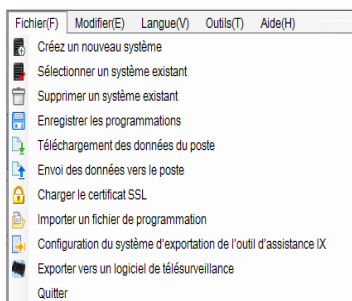 Fichier(F) Modifier(E) Langue(V) Outils(T) Aide(H)
Créez un nouveau système
Sélectionner un système existant
Supprimer un système existant
Enregistrer les programmations
Téléchargement des données du poste
Envoi des données vers le poste
Charger le certificat SSL
Importer un fichier de programmation
Configuration du système d'exportation de l'outil d'assistance IX
Exporter vers un logiciel de télésurveillance
Quitter